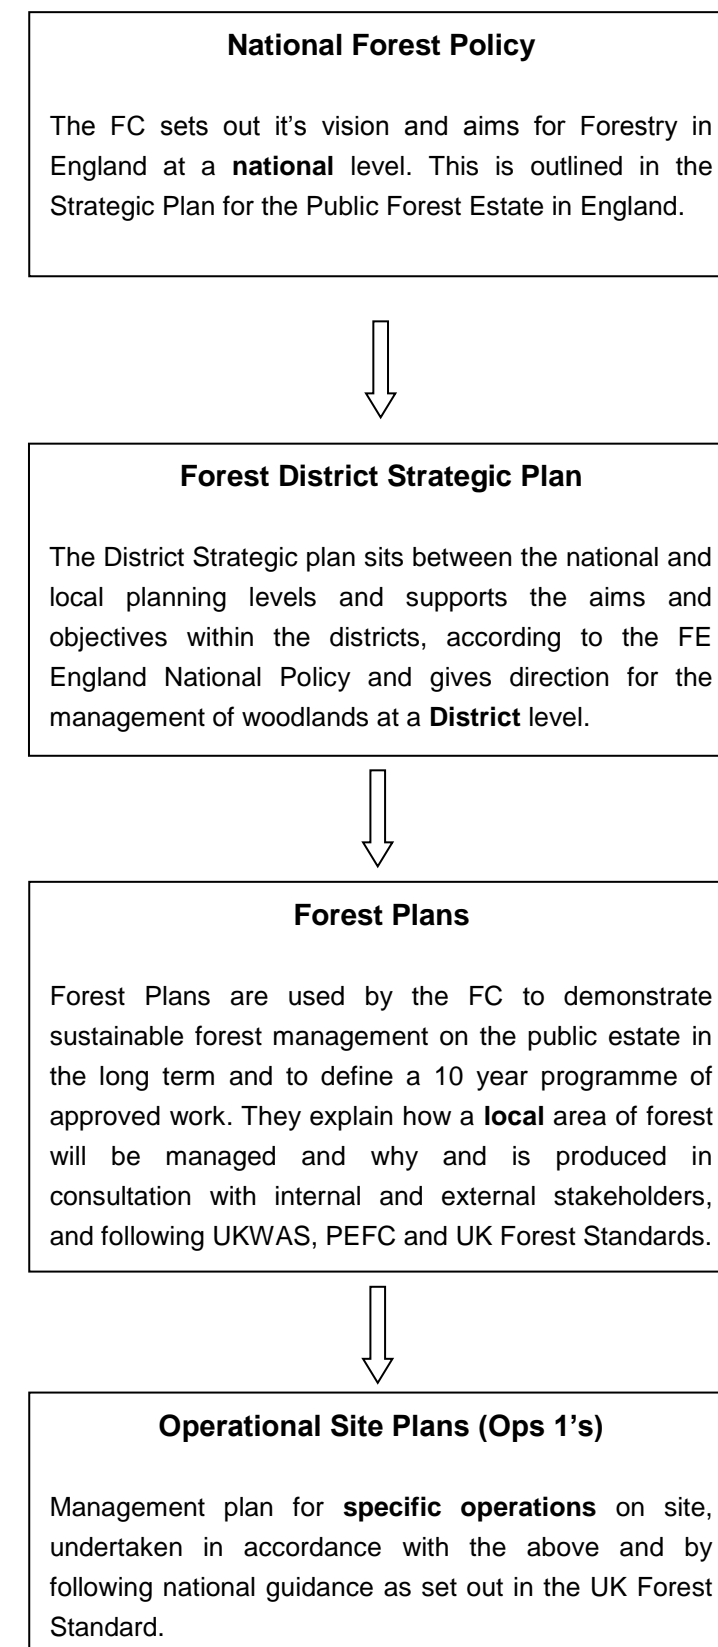 National Forest Policy
The FC sets out it's vision and aims for Forestry in
England at a national level. This is outlined in the
Strategic Plan for the Public Forest Estate in England.
Forest District Strategic Plan
The District Strategic plan sits between the national and
local planning levels and supports the aims and
objectives within the districts, according to the FE
England National Policy and gives direction for the
management of woodlands at a District level.
Forest Plans
Forest Plans are used by the FC to demonstrate
sustainable forest management on the public estate in
the long term and to define a 10 year programme of
approved work. They explain how a local area of forest
will be managed and why and is produced in
consultation with internal and external stakeholders,
and following UKWAS, PEFC and UK Forest Standards.
Operational Site Plans (Ops 1's)
Management plan for specific operations on site,
undertaken in accordance with the above and by
following national guidance as set out in the UK Forest
Standard.